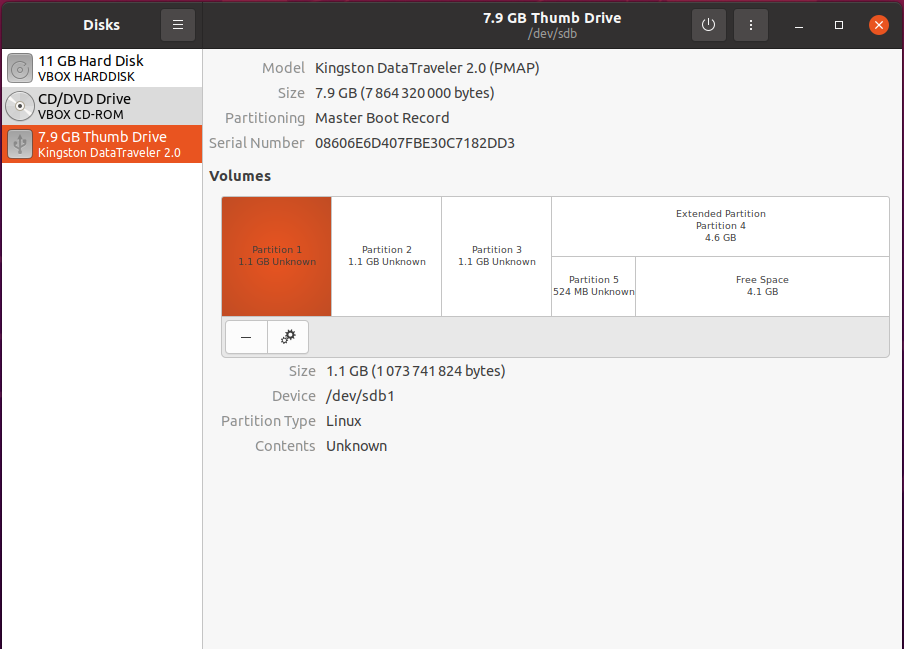 Disks
7.9 GB Thumb Drive
/dev/sdb
11 GB Hard Disk
VBOX HARDDISK
CD/DVD Drive
VBOX CD-ROM
7.9 GB Thumb Drive
Kingston DataTraveler 2.0
Model Kingston DataTraveler 2.0 (PMAP)
Size 7.9 GB (7 864 320 000 bytes)
Partitioning Master Boot Record
Serial Number 08606E6D407FBE30C7182DD3
Volumes
Partition 1
1.1 GB Unknown
Partition 2
1.1 GB Unknown
Partition 3
1.1 GB Unknown
Extended Partition
Partition 4
4.6 GB
Partition 5
524 MB Unknown
Free Space
4.1 GB
Size 1.1 GB (1 073 741 824 bytes)
Device /dev/sdb1
Partition Type Linux
Contents Unknown